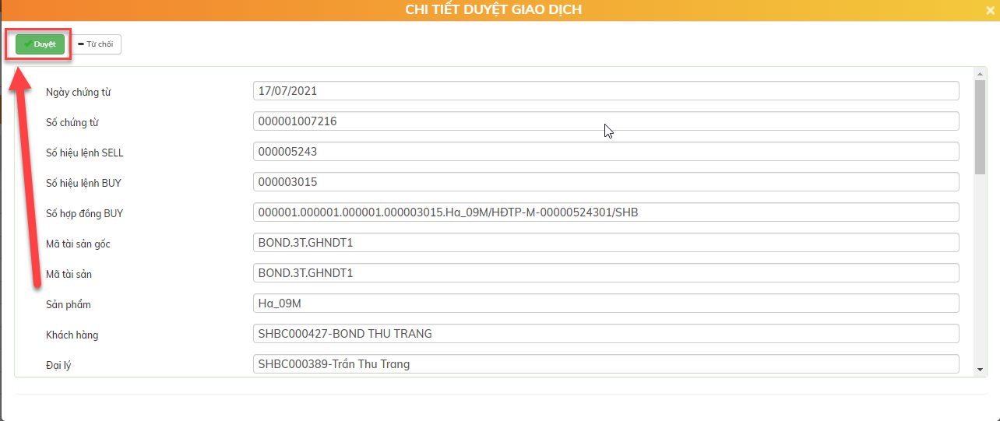 CHI TIẾT DUYỆT GIAO DỊCH
Duyệt Từ chối
Ngày chứng từ 17/07/2021
Số chứng từ 000001007216
Số hiệu lệnh SELL 000005243
Số hiệu lệnh BUY 000003015
Số hợp đồng BUY 000001.000001.000001.000003015.Ha_09M/HĐTP-M-00000524301/SHB
Mã tài sản gốc BOND.3T.GHNDT1
Mã tài sản BOND.3T.GHNDT1
Sản phẩm Ha_09M
Khách hàng SHBC000427-BOND THU TRANG
Đại lý SHBC000389-Trần Thu Trang